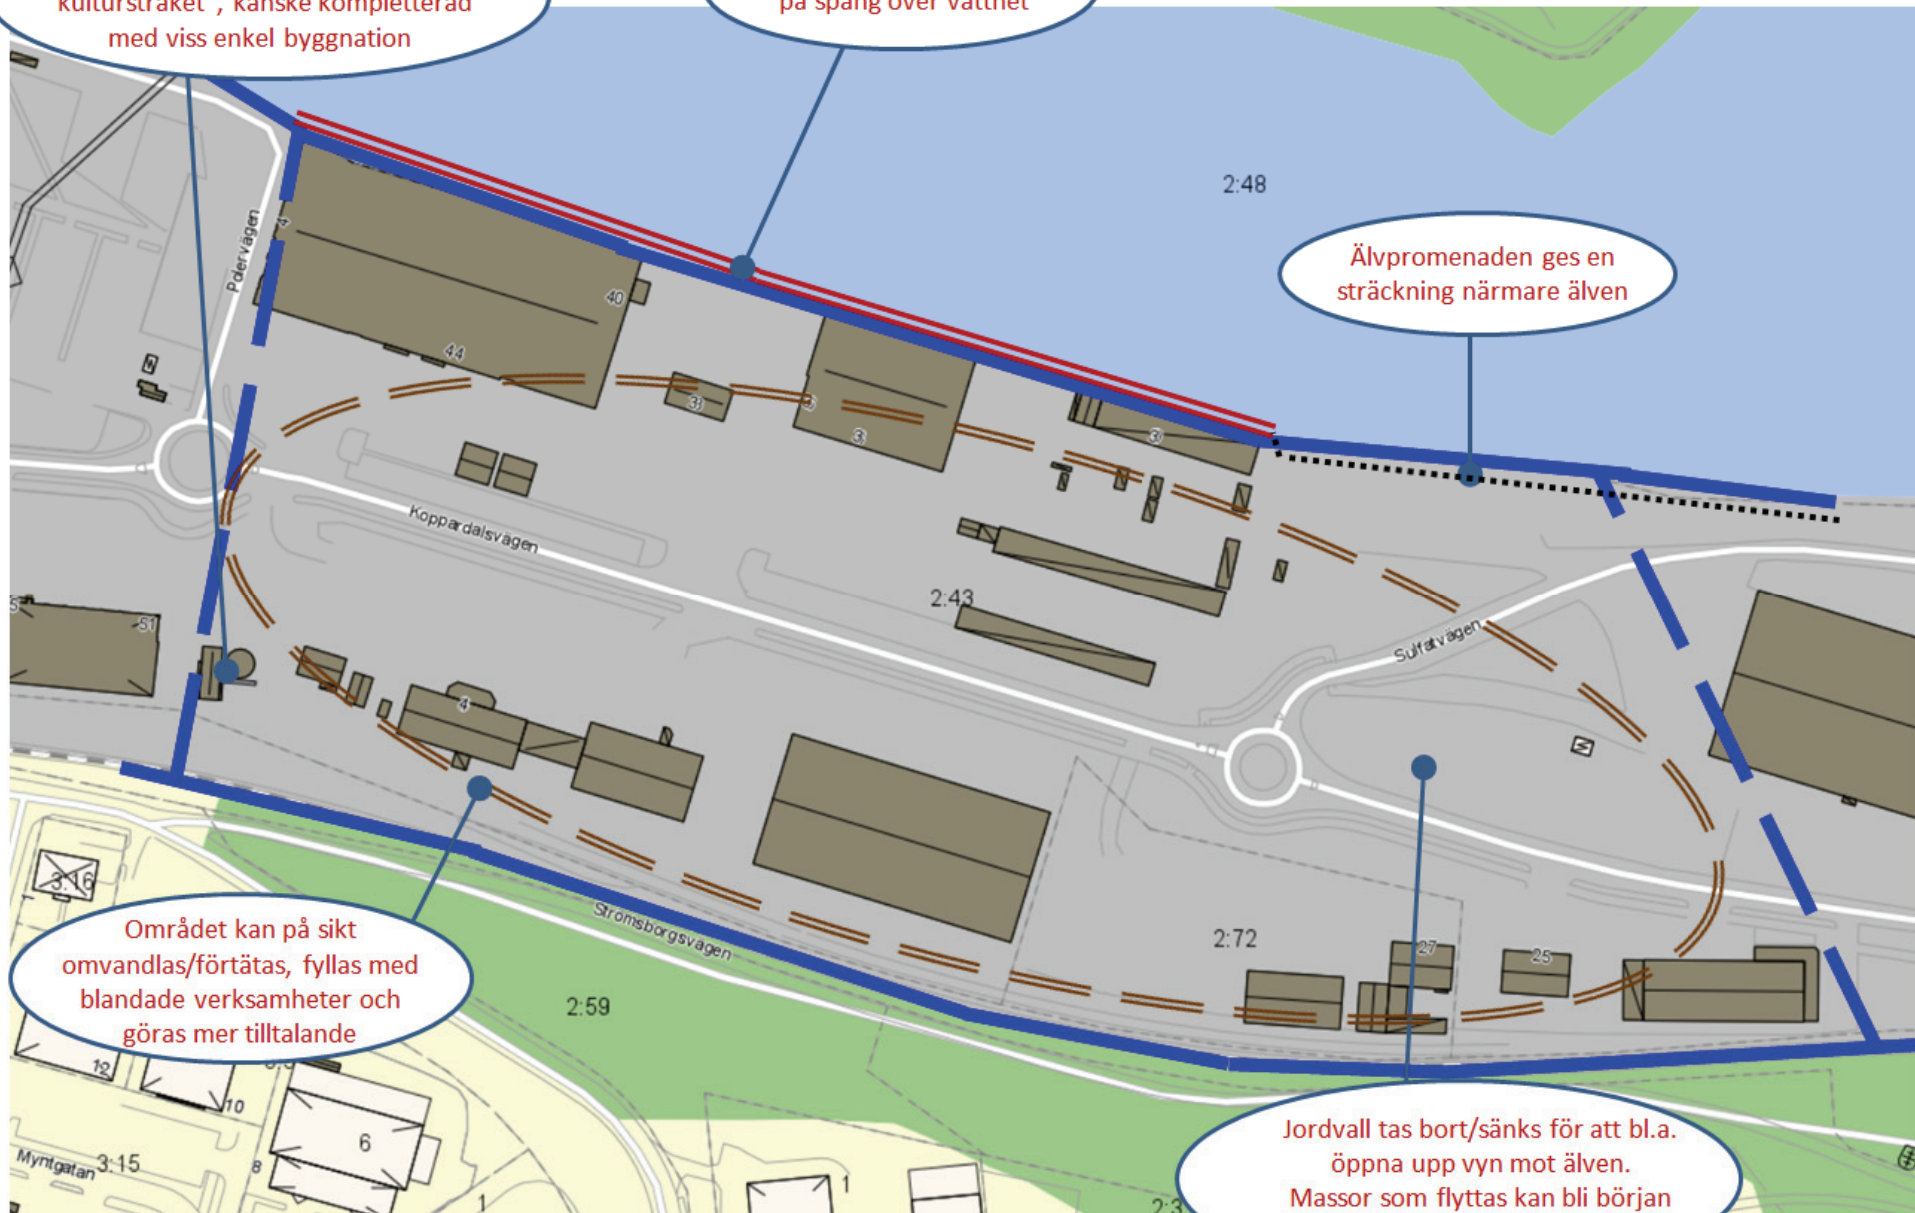 kulturstråket", kanske kompletterad
med viss enkel byggnation
på spång över vattnet
2:48
Älvpromenaden ges en
sträckning närmare älven
Polervägen
4
40
44
3
3
3
Koppardalsvägen
2:43
Sulfatvägen
51
5
4
3:16
1
Strömsborgsvägen
2:72
27
25
Området kan på sikt
omvandlas/förtätas, fyllas med
blandade verksamheter och
göras mer tilltalande
2:59
12
10
6
8
Myntgatan
3:15
1
1
2:3
Jordvall tas bort/sänks för att bl.a.
öppna upp vyn mot älven.
Massor som flyttas kan bli början